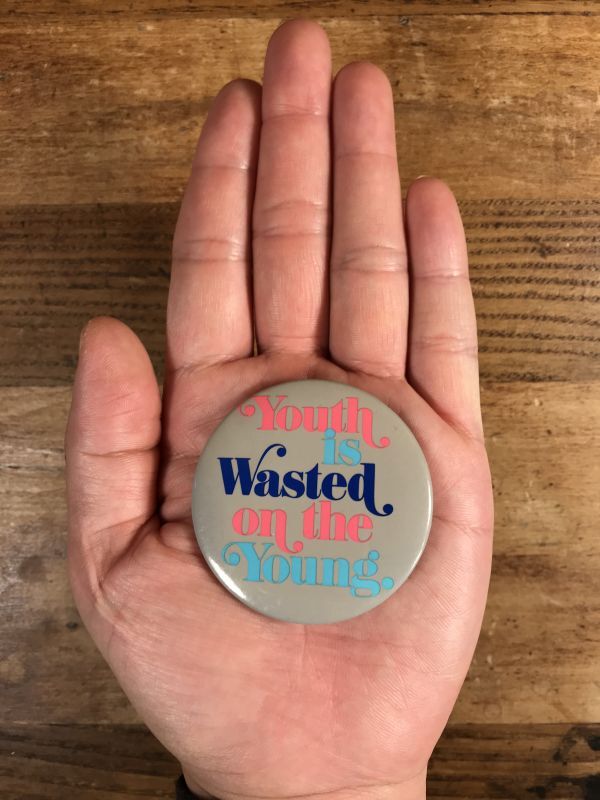 Youth
is
Wasted
on the
Young.